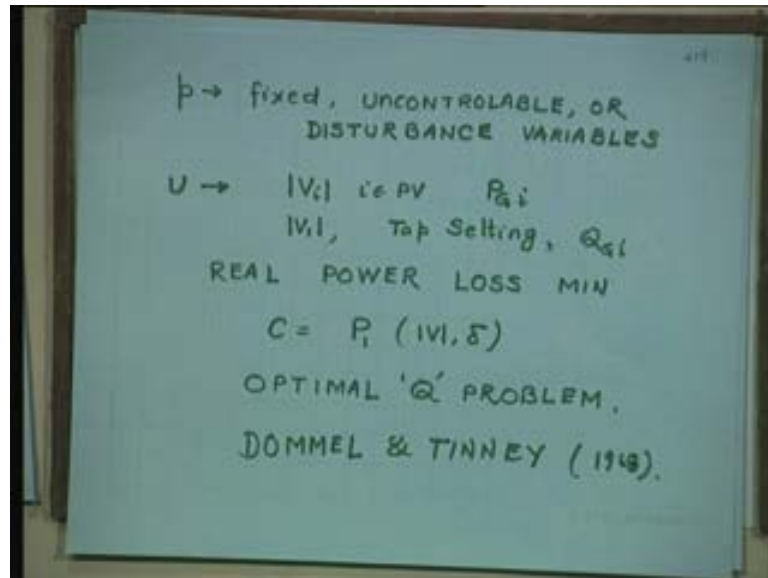 p → fixed, UNCONTROLABLE, OR
DISTURBANCE VARIABLES
U → |Vi| ie PV PGi
|V1|, Tap Setting, QGi
REAL POWER LOSS MIN
C = P1 (|V|, δ)
OPTIMAL 'Q' PROBLEM.
DOMMEL & TINNEY (1968).